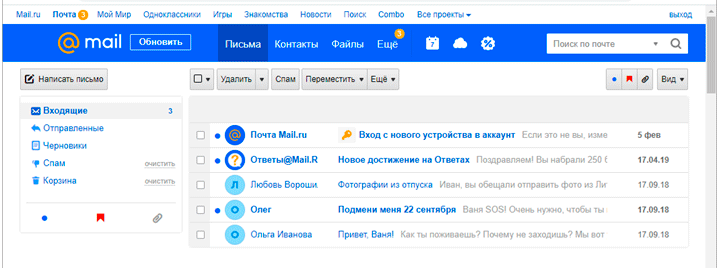 Mail.ru Почта 3 Мой Мир Одноклассники Игры Знакомства Новости Поиск Combo Все проекты выход
@mail Обновить Письма Контакты Файлы Ещё 3 7 Поиск по почте
Написать письмо Удалить Спам Переместить Ещё Вид
Входящие 3
Отправленные
Черновики
Спам очистить
Корзина очистить
Почта Mail.ru Вход с нового устройства в аккаунт Если это не вы, изме 5 фев
? Ответы@Mail.R Новое достижение на Ответах Поздравляем! Вы набрали 250 б 17.04.19
Л Любовь Вороши. Фотографии из отпуска Иван, вы обещали отправить фото из Ли 17.09.18
О Олег Подмени меня 22 сентября Ваня SOS! Очень нужно, чтобы ты 17.09.18
О Ольга Иванова Привет, Ваня! Как ты поживаешь? Почему не заходишь? Мы вот 17.09.18